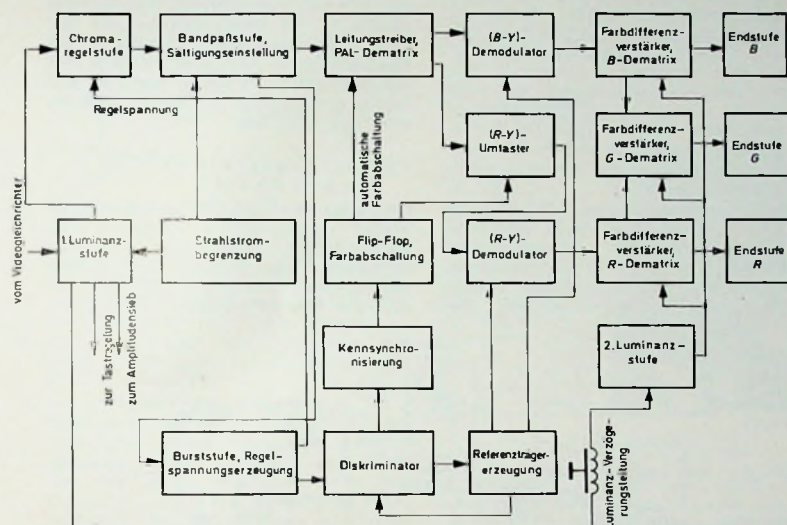 Chroma-
regelstufe
Bandpaßstufe,
Sättigungseinstellung
Leitungstreiber,
PAL-Dematrix
(B-Y)-
Demodulator
Farbdifferenz-
verstärker,
B-Dematrix
Endstufe
B
Regelspannung
automatische
Farbabschaltung
(R-Y)-
Umtaster
Farbdifferenz-
verstärker,
G-Dematrix
Endstufe
G
vom Videogleichrichter
1.Luminanz-
stufe
Strahlstrom-
begrenzung
Flip-Flop,
Farbabschaltung
(R-Y)-
Demodulator
Farbdifferenz-
verstärker,
R-Dematrix
Endstufe
R
zur Tastregelung
zum Amplitudensieb
Kennsynchro-
nisierung
2.Luminanz-
stufe
Burststufe, Regel-
spannungserzeugung
Diskriminator
Referenzträger-
erzeugung
Luminanz-Verzöge-
rungsleitung